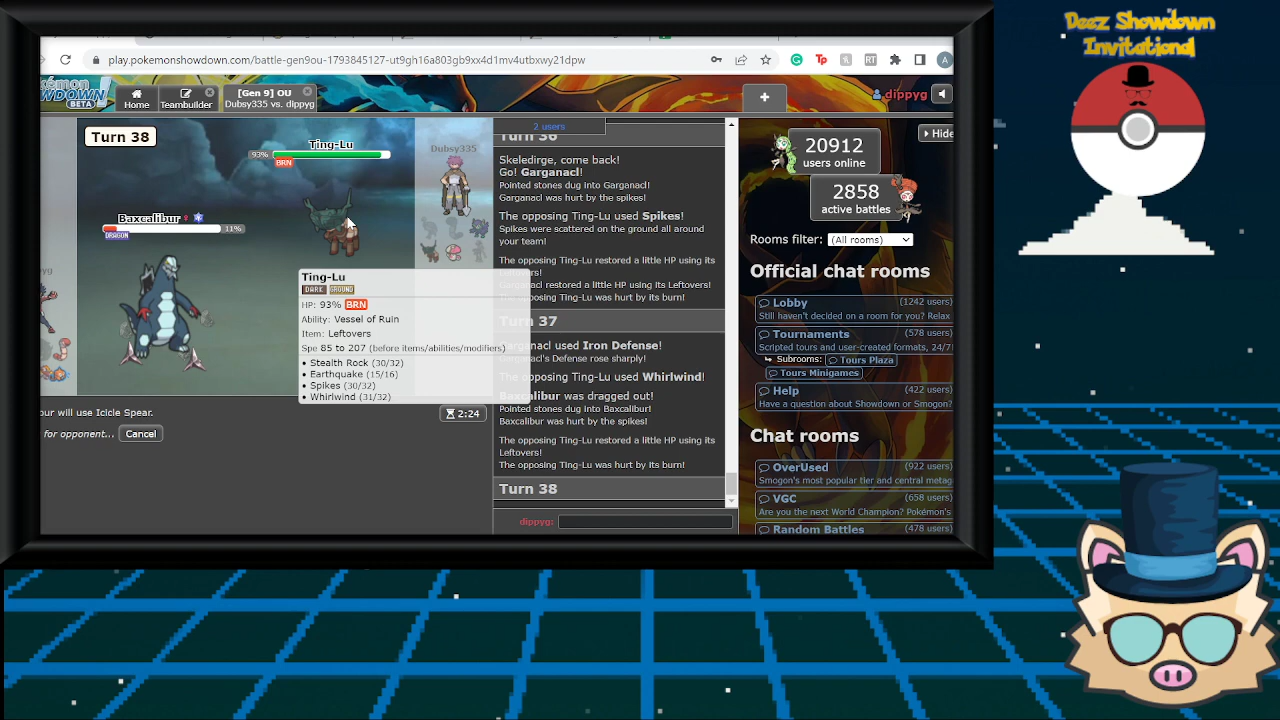 Deez Showdown
Invitational
play.pokemonshowdown.com/battle-gen9ou-1793845127-
A
Home
Teambuilder
[Gen 9] OU
Dubsy335 vs. dippyg
+
dippyg
BETA
Turn 38
Ting-Lu
93%
BRN
Baxcalibur
11%
DRAGON
Dubsy335
Ting-Lu
DARK GROUND
HP: 93% BRN
Ability: Vessel of Ruin
Item: Leftovers
Spe 85 to 207 (before items/abilities/modifiers)
• Stealth Rock (30/32)
• Earthquake (15/16)
• Spikes (30/32)
• Whirlwind (31/32)
our will use Icicle Spear.
for opponent... Cancel
2:24
2 users
Turn 36
Skeledirge, come back!
Go! Garganacl!
Pointed stones dug into Garganacl!
Garganacl was hurt by the spikes!
The opposing Ting-Lu used Spikes!
Spikes were scattered on the ground all around
your team!
The opposing Ting-Lu restored a little HP using its
Garganacl restored a little HP using its Leftovers!
The opposing Ting-Lu was hurt by its burn!
Turn 37
Garganacl used Iron Defense!
Garganacl's Defense rose sharply!
The opposing Ting-Lu used Whirlwind!
Baxcalibur was dragged out!
Pointed stones dug into Baxcalibur!
Baxcalibur was hurt by the spikes!
The opposing Ting-Lu restored a little HP using its
Leftovers!
The opposing Ting-Lu was hurt by its burn!
Turn 38
dippyg:
20912
users online
2858
active battles
Hide
Rooms filter: (All rooms)
Official chat rooms
Lobby (1242 users)
Still haven't decided on a room for you? Relax
Tournaments (578 users)
Scripted tours and user-created formats, 24/7
Subrooms: Tours Plaza
Tours Minigames
Help (422 users)
Have a question about Showdown or Smogon?
Chat rooms
OverUsed (922 users)
Smogon's most popular tier and central metag
VGC (658 users)
Are you the next World Champion? Pokémon's
Random Battles (478 users)